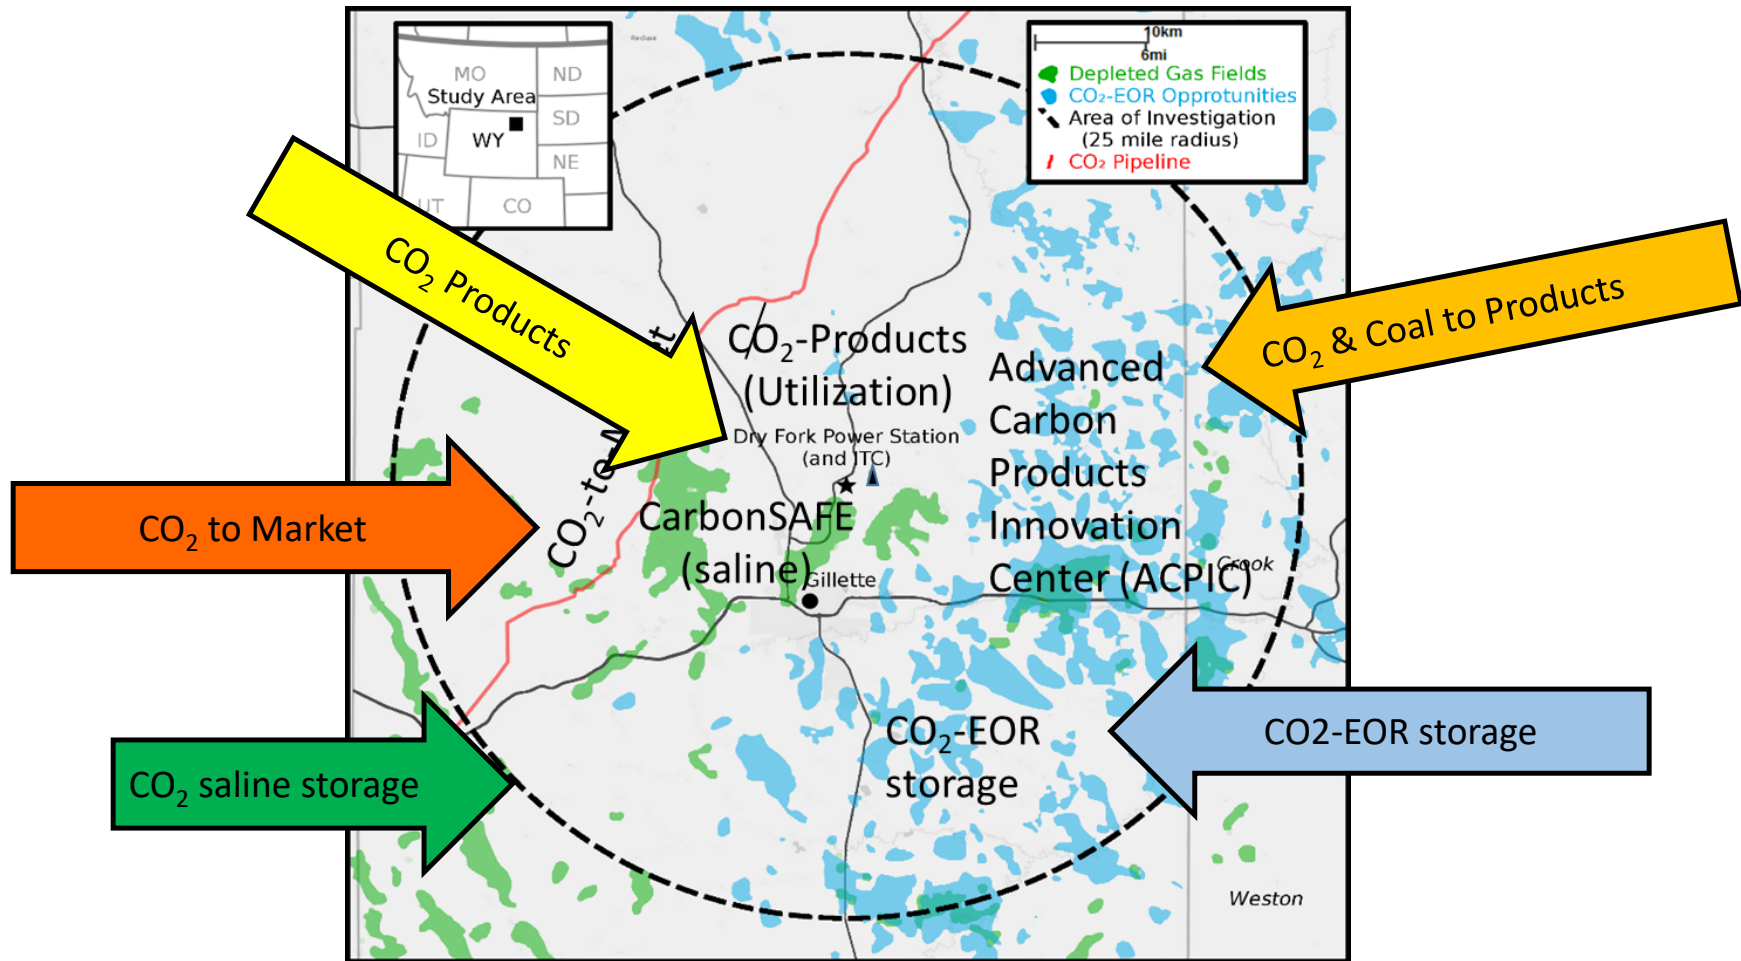 Recluse
MO
ND
Study Area
SD
ID
WY
NE
UT
CO
10km
6mi
Depleted Gas Fields
CO₂-EOR Opprotunities
Area of Investigation
(25 mile radius)
CO₂ Pipeline
CO₂ Products
CO₂ & Coal to Products
CO₂-Products
(Utilization)
Advanced
Carbon
Products
Innovation
Center (ACPIC)
Dry Fork Power Station
(and ITC)
CO₂ to Market
CO₂-to-M
CarbonSAFE
(saline)
Gillette
Crook
CO₂ saline storage
CO₂-EOR
storage
CO2-EOR storage
Weston